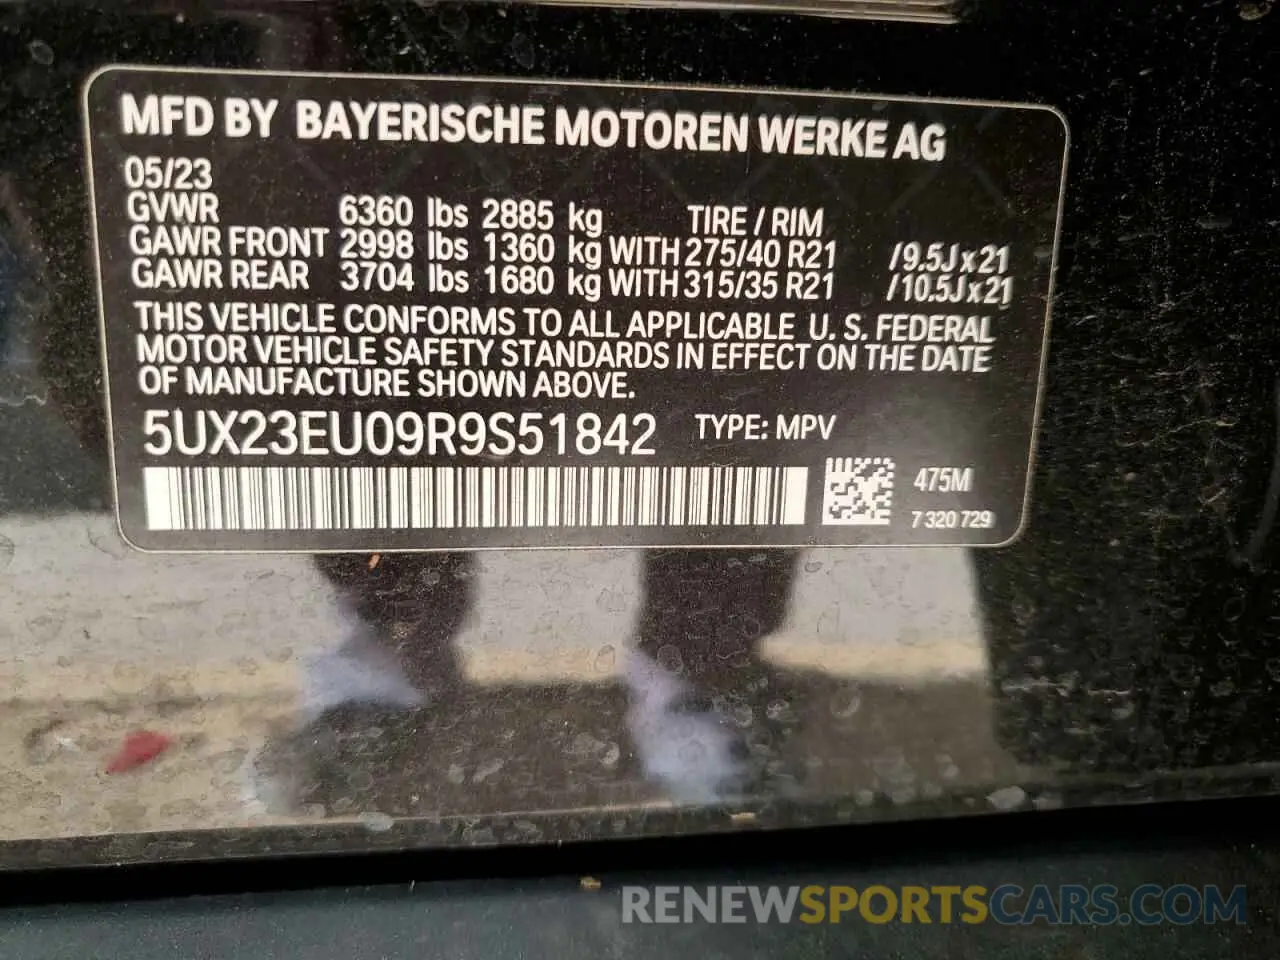 MFD BY BAYERISCHE MOTOREN WERKE AG
05/23
GVWR 6360 lbs 2885 kg TIRE / RIM
GAWR FRONT 2998 lbs 1360 kg WITH 275/40 R21 /9.5Jx21
GAWR REAR 3704 lbs 1680 kg WITH 315/35 R21 /10.5Jx21
THIS VEHICLE CONFORMS TO ALL APPLICABLE U. S. FEDERAL
MOTOR VEHICLE SAFETY STANDARDS IN EFFECT ON THE DATE
OF MANUFACTURE SHOWN ABOVE.
5UX23EU09R9S51842 TYPE: MPV
475M
7 320 729
RENEWSPORTSCARS.COM